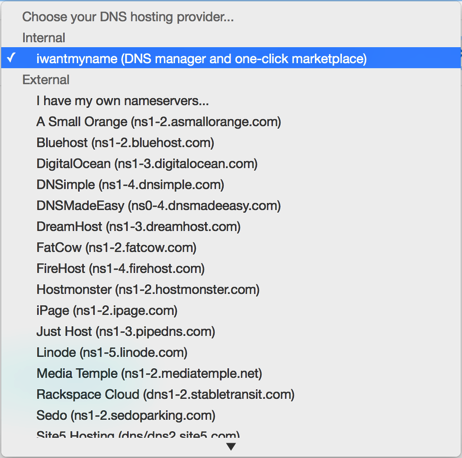 Choose your DNS hosting provider...
Internal
✓ iwantmyname (DNS manager and one-click marketplace)
External
I have my own nameservers...
A Small Orange (ns1-2.asmallorange.com)
Bluehost (ns1-2.bluehost.com)
DigitalOcean (ns1-3.digitalocean.com)
DNSimple (ns1-4.dnsimple.com)
DNSMadeEasy (ns0-4.dnsmadeeasy.com)
DreamHost (ns1-3.dreamhost.com)
FatCow (ns1-2.fatcow.com)
FireHost (ns1-4.firehost.com)
Hostmonster (ns1-2.hostmonster.com)
iPage (ns1-2.ipage.com)
Just Host (ns1-3.pipedns.com)
Linode (ns1-5.linode.com)
Media Temple (ns1-2.mediatemple.net)
Rackspace Cloud (dns1-2.stabletransit.com)
Sedo (ns1-2.sedoparking.com)
Site5 Hosting (dns/dns2.site5.com)